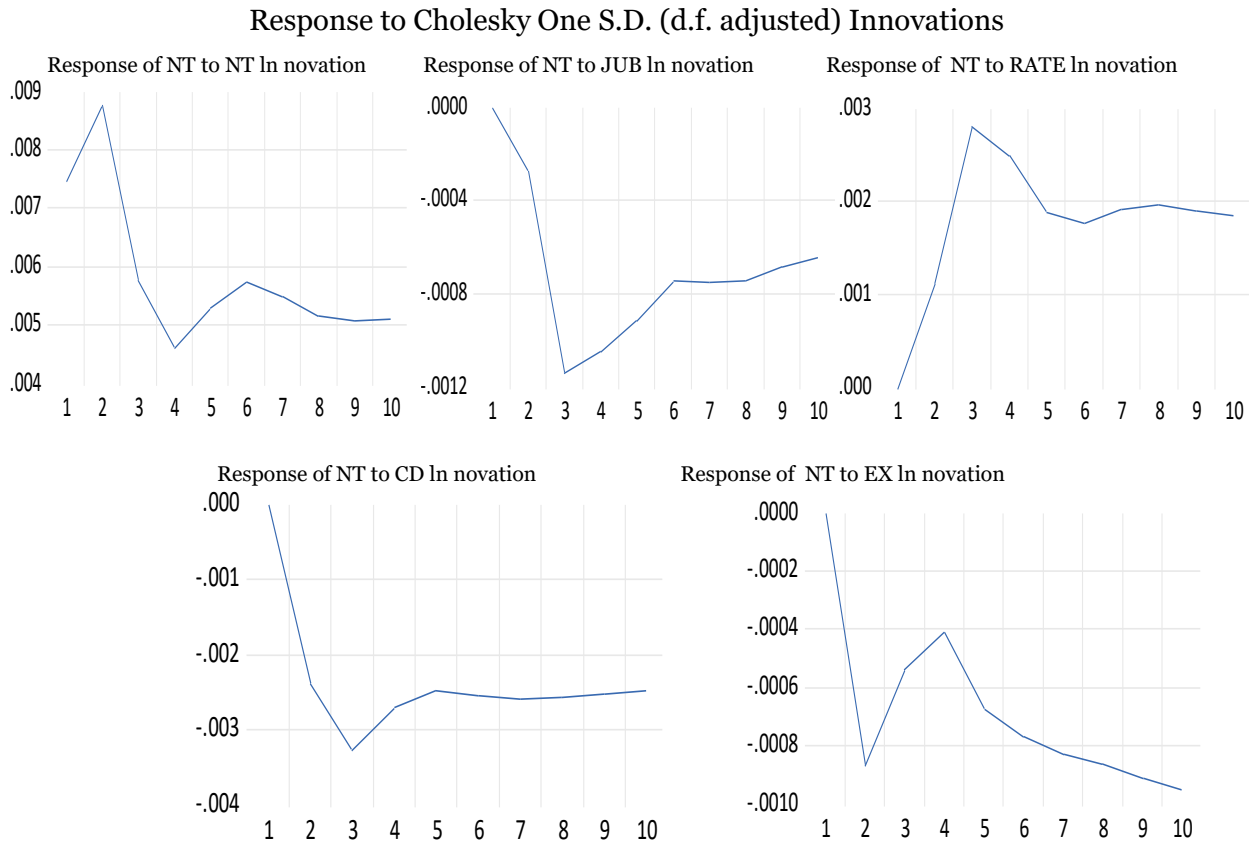 Response to Cholesky One S.D. (d.f. adjusted) Innovations
Response of NT to NT ln novation
.009
.008
.007
.006
.005
.004
1 2 3 4 5 6 7 8 9 10
Response of NT to JUB ln novation
.0000
-.0004
-.0008
-.0012
1 2 3 4 5 6 7 8 9 10
Response of NT to RATE ln novation
.003
.002
.001
.000
1 2 3 4 5 6 7 8 9 10
Response of NT to CD ln novation
.000
-.001
-.002
-.003
-.004
1 2 3 4 5 6 7 8 9 10
Response of NT to EX ln novation
.0000
-.0002
-.0004
-.0006
-.0008
-.0010
1 2 3 4 5 6 7 8 9 10